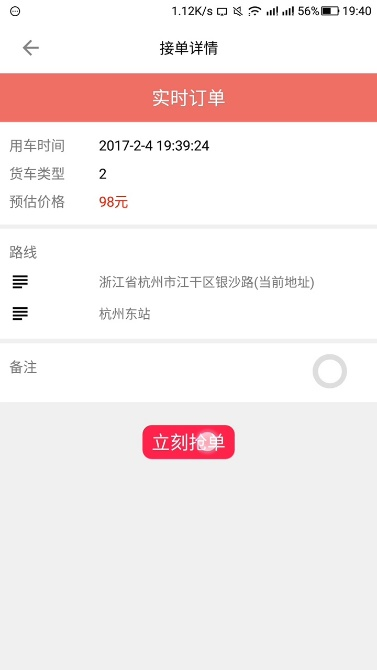 1.12K/s 56% 19:40
接单详情
实时订单
用车时间 2017-2-4 19:39:24
货车类型 2
预估价格 98元
路线
浙江省杭州市江干区银沙路(当前地址)
杭州东站
备注
立刻抢单